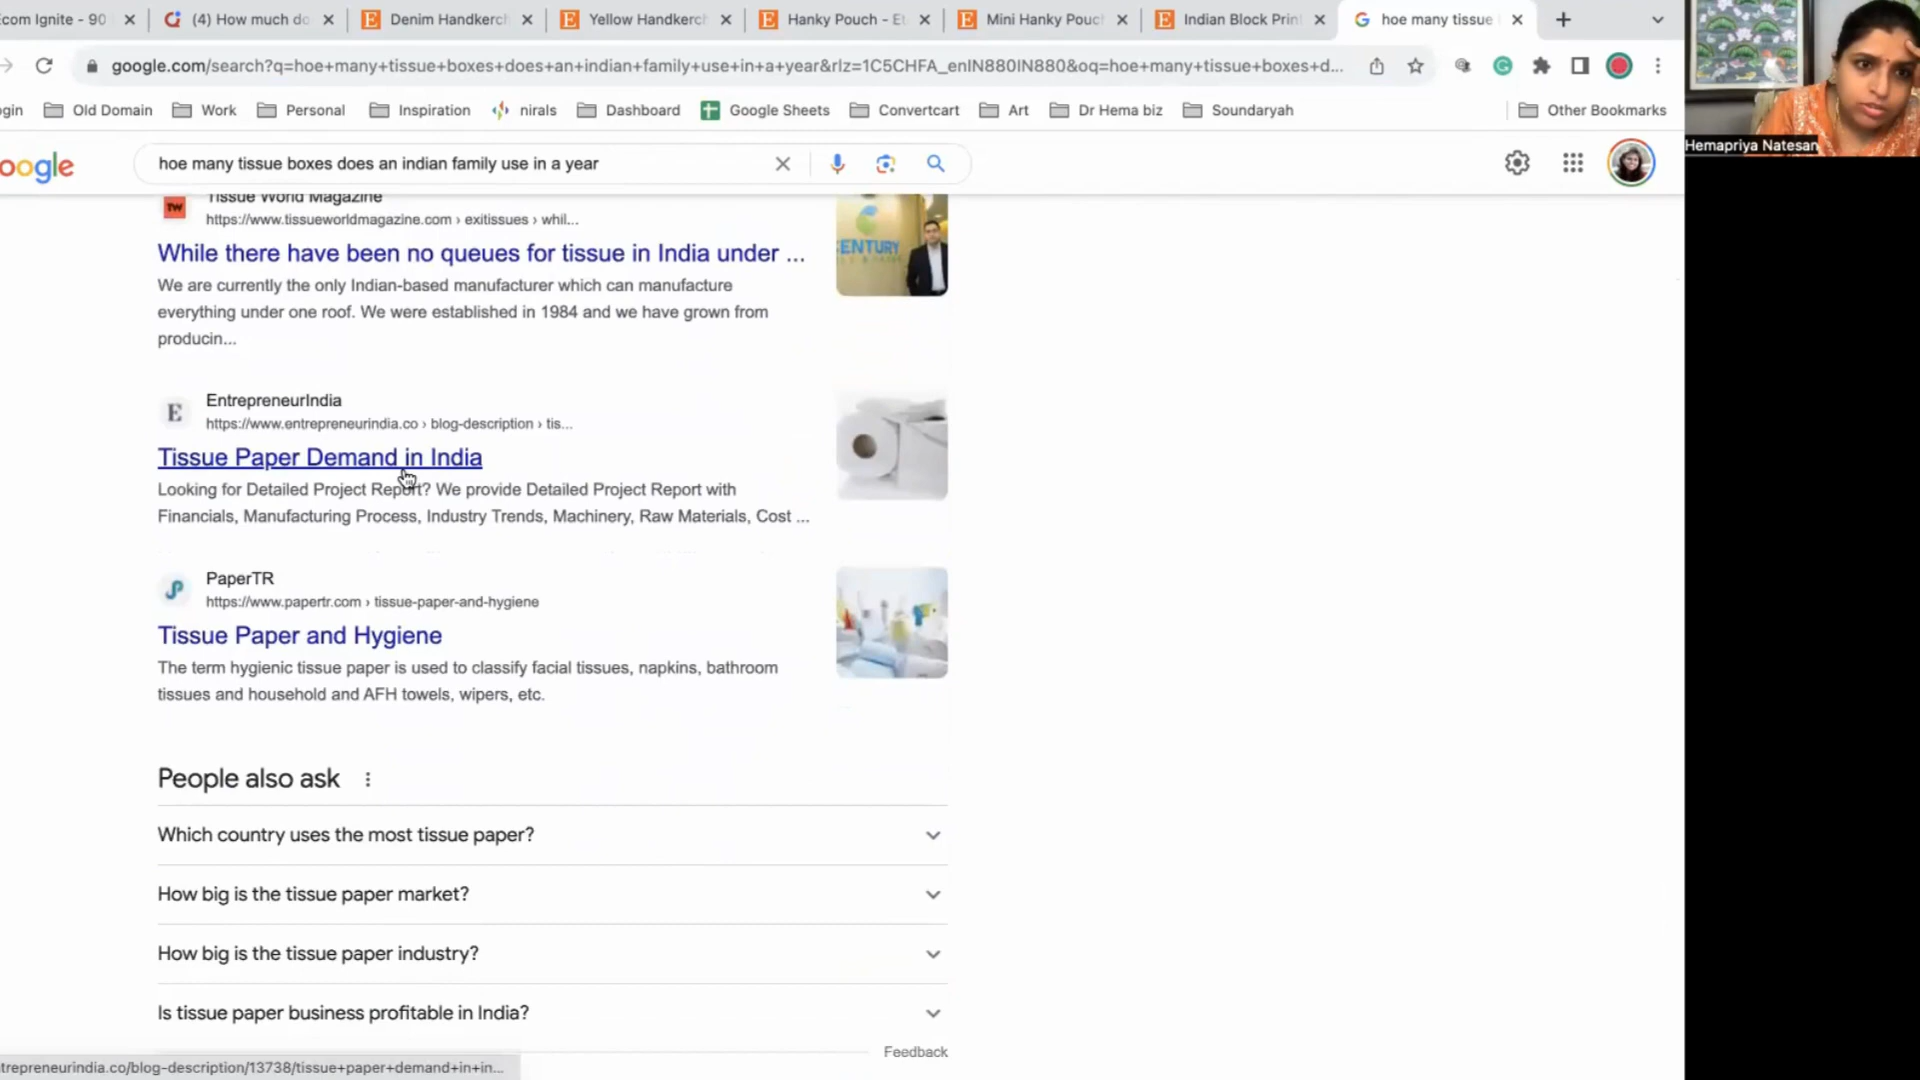 Ecom Ignite - 90
(4) How much do
Denim Handkerc
Yellow Handkerc
Hanky Pouch - Et
Mini Hanky Pouc
Indian Block Prin
hoe many tissue
google.com/search?q=hoe+many+tissue+boxes+does+an+indian+family+use+in+a+year&rlz=1C5CHFA_enIN880IN880&oq=hoe+many+tissue+boxes+d...
gin
Old Domain
Work
Personal
Inspiration
nirals
Dashboard
Google Sheets
Convertcart
Art
Dr Hema biz
Soundaryah
Other Bookmarks
Hemapriya Natesan
oogle
hoe many tissue boxes does an indian family use in a year
TW
Tissue World Magazine
https://www.tissueworldmagazine.com › exitissues › whil...
While there have been no queues for tissue in India under ...
We are currently the only Indian-based manufacturer which can manufacture
everything under one roof. We were established in 1984 and we have grown from
producin...
ENTURY
E
EntrepreneurIndia
https://www.entrepreneurindia.co › blog-description › tis...
Tissue Paper Demand in India
Looking for Detailed Project Report? We provide Detailed Project Report with
Financials, Manufacturing Process, Industry Trends, Machinery, Raw Materials, Cost ...
PaperTR
https://www.papertr.com › tissue-paper-and-hygiene
Tissue Paper and Hygiene
The term hygienic tissue paper is used to classify facial tissues, napkins, bathroom
tissues and household and AFH towels, wipers, etc.
People also ask
Which country uses the most tissue paper?
How big is the tissue paper market?
How big is the tissue paper industry?
Is tissue paper business profitable in India?
Feedback
trepreneurindia.co/blog-description/13738/tissue+paper+demand+in+in...